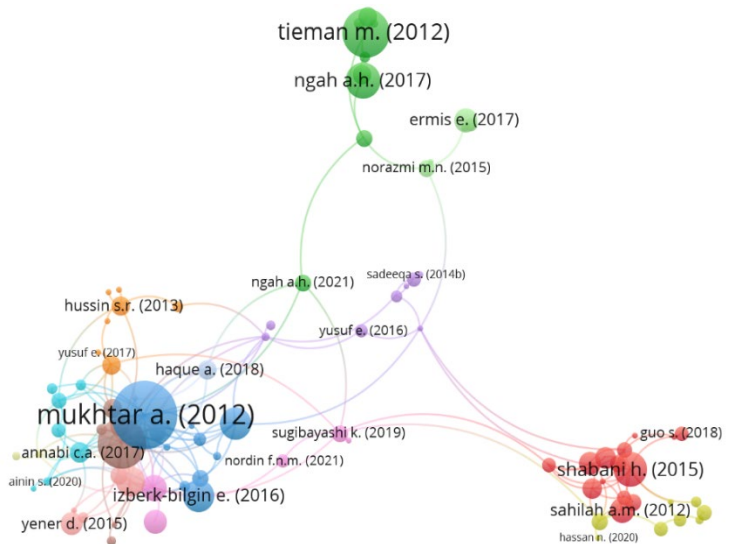 tieman m. (2012)
ngah a.h. (2017)
ermis e. (2017)
norazmi m.n. (2015)
sadeeqa s. (2014b)
ngah a.h. (2021)
hussin s.r. (2013)
yusuf e. (2016)
yusuf e. (2017)
haque a. (2018)
mukhtar a. (2012)
sugibayashi k. (2019)
guo s. (2018)
annabi c.a. (2017)
nordin f.n.m. (2021)
shabani h. (2015)
ainin s. (2020)
izberk-bilgin e. (2016)
sahilah a.m. (2012)
yener d. (2015)
hassan n. (2020)